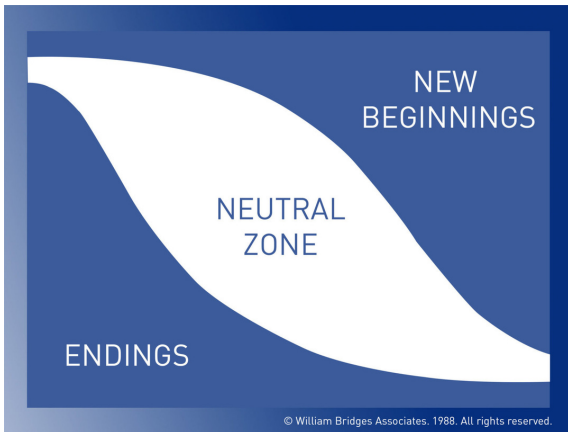 NEW
BEGINNINGS
NEUTRAL
ZONE
ENDINGS
© William Bridges Associates. 1988. All rights reserved.